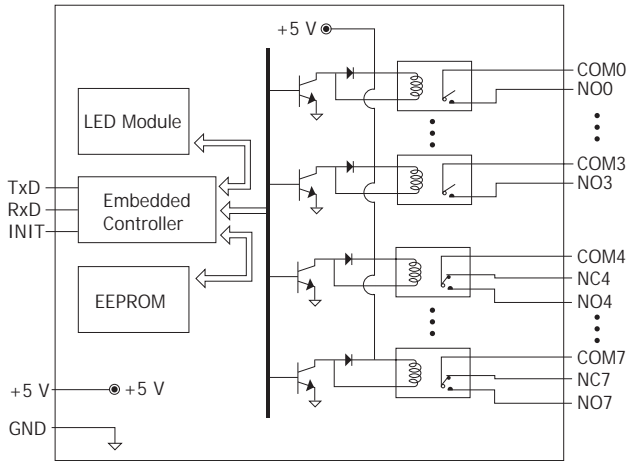 +5 V
COM0
NO0
LED Module
TxD
RxD
INIT
Embedded
Controller
COM3
NO3
EEPROM
COM4
NC4
NO4
+5 V
+5 V
COM7
NC7
NO7
GND